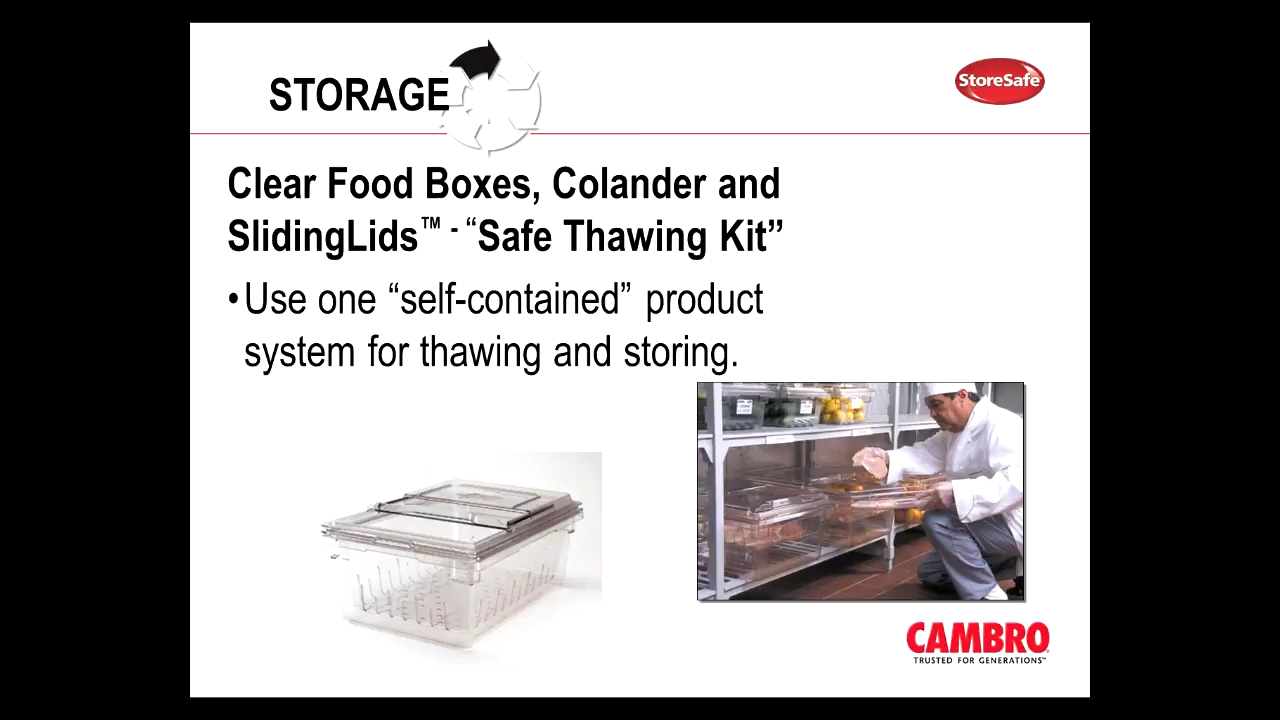 STORAGE
StoreSafe
Clear Food Boxes, Colander and
SlidingLids™ - “Safe Thawing Kit”
•Use one “self-contained” product
system for thawing and storing.
CAMBRO
TRUSTED FOR GENERATIONS™